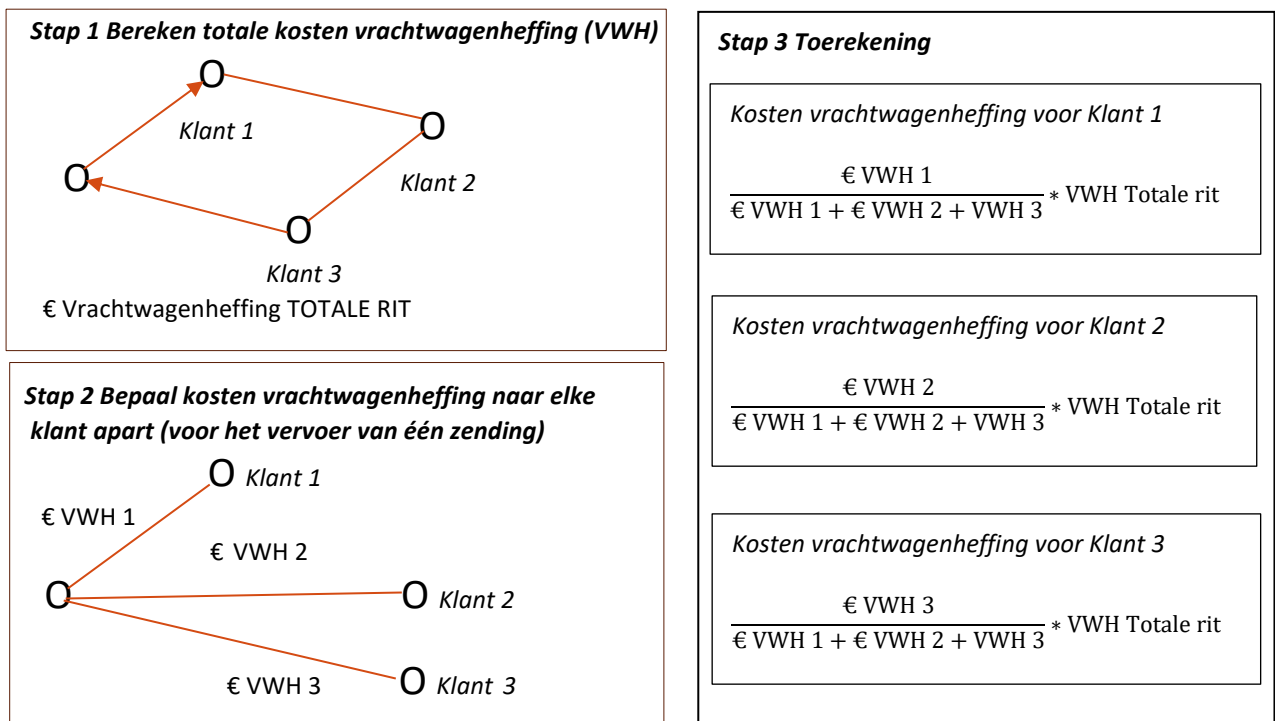 Stap 1 Bereken totale kosten vrachtwagenheffing (VWH)
O
Klant 1
O
O
Klant 2
O
Klant 3
€ Vrachtwagenheffing TOTALE RIT
Stap 2 Bepaal kosten vrachtwagenheffing naar elke
klant apart (voor het vervoer van één zending)
O Klant 1
€ VWH 1
€ VWH 2
O
O Klant 2
€ VWH 3
O Klant 3
Stap 3 Toerekening
Kosten vrachtwagenheffing voor Klant 1
€ VWH 1
€ VWH 1 + € VWH 2 + VWH 3 ∗ VWH Totale rit
Kosten vrachtwagenheffing voor Klant 2
€ VWH 2
€ VWH 1 + € VWH 2 + VWH 3 ∗ VWH Totale rit
Kosten vrachtwagenheffing voor Klant 3
€ VWH 3
€ VWH 1 + € VWH 2 + VWH 3 ∗ VWH Totale rit